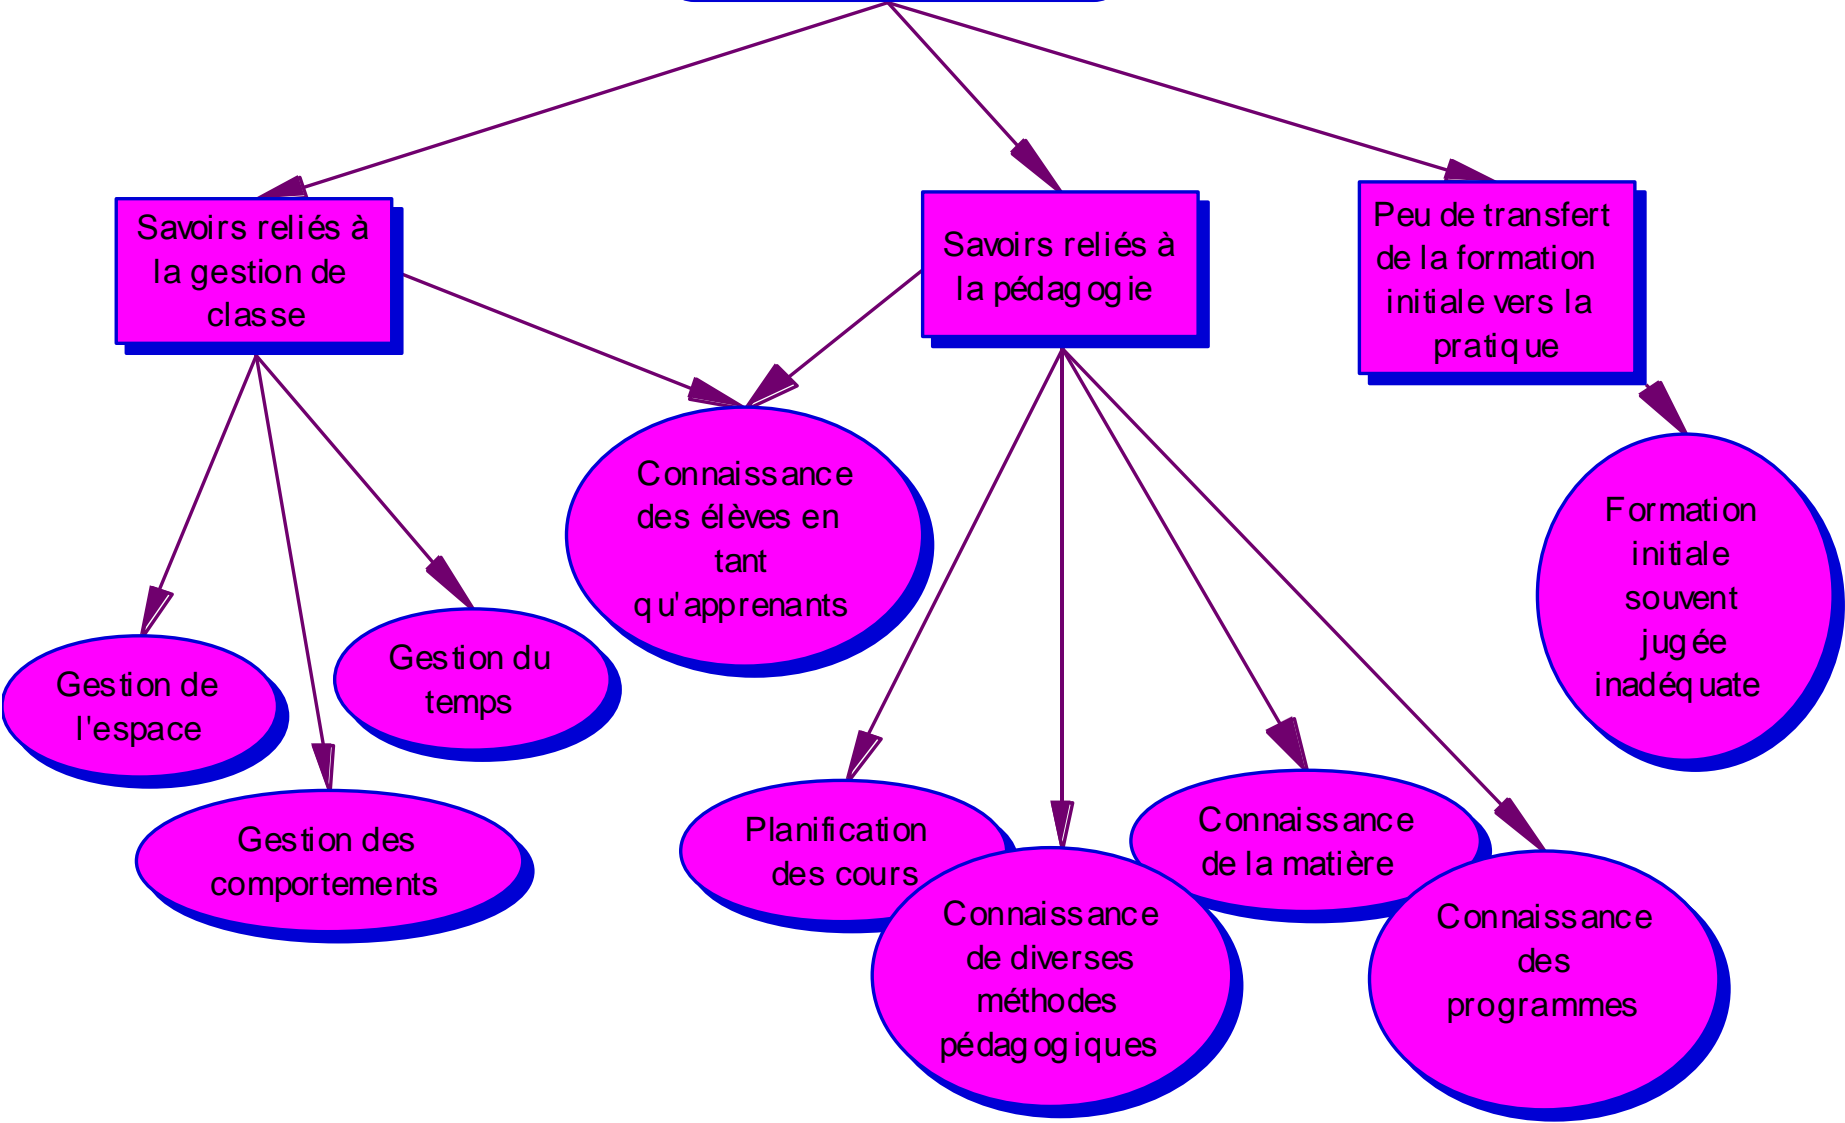 Savoirs reliés à
la gestion de
classe
Savoirs reliés à
la pédagogie
Peu de transfert
de la formation
initiale vers la
pratique
Connaissance
des élèves en
tant
qu'apprenants
Formation
initiale
souvent
jugée
inadéquate
Gestion de
l'espace
Gestion du
temps
Gestion des
comportements
Planification
des cours
Connaissance
de diverses
méthodes
pédagogiques
Connaissance
de la matière
Connaissance
des
programmes